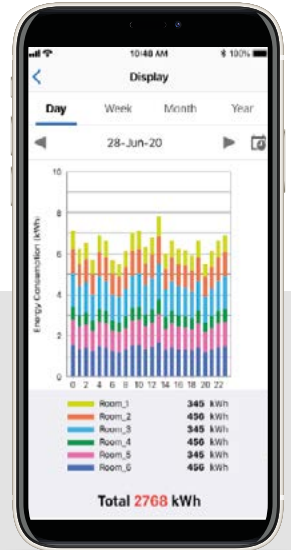 10:48 AM
100%
Display
Day Week Month Year
28-Jun-20
Energy Consumption (kWh)
10
8
6
4
2
0
0 2 4 6 8 10 12 14 16 18 20 22
Room_1 345 kWh
Room_2 456 kWh
Room_3 345 kWh
Room_4 456 kWh
Room_5 456 kWh
Room_6 456 kWh
Total 2768 kWh